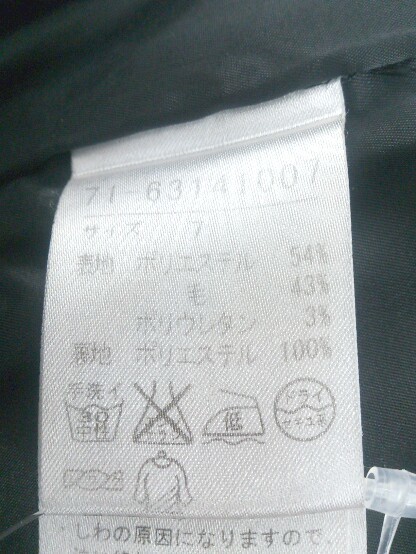 71-63141007
サイズ 7
表地 ポリエステル 54%
毛 43%
ポリウレタン 3%
裏地 ポリエステル 100%
手洗イ
30
低
ドライ
セキユ系
・しわの原因になりますので、